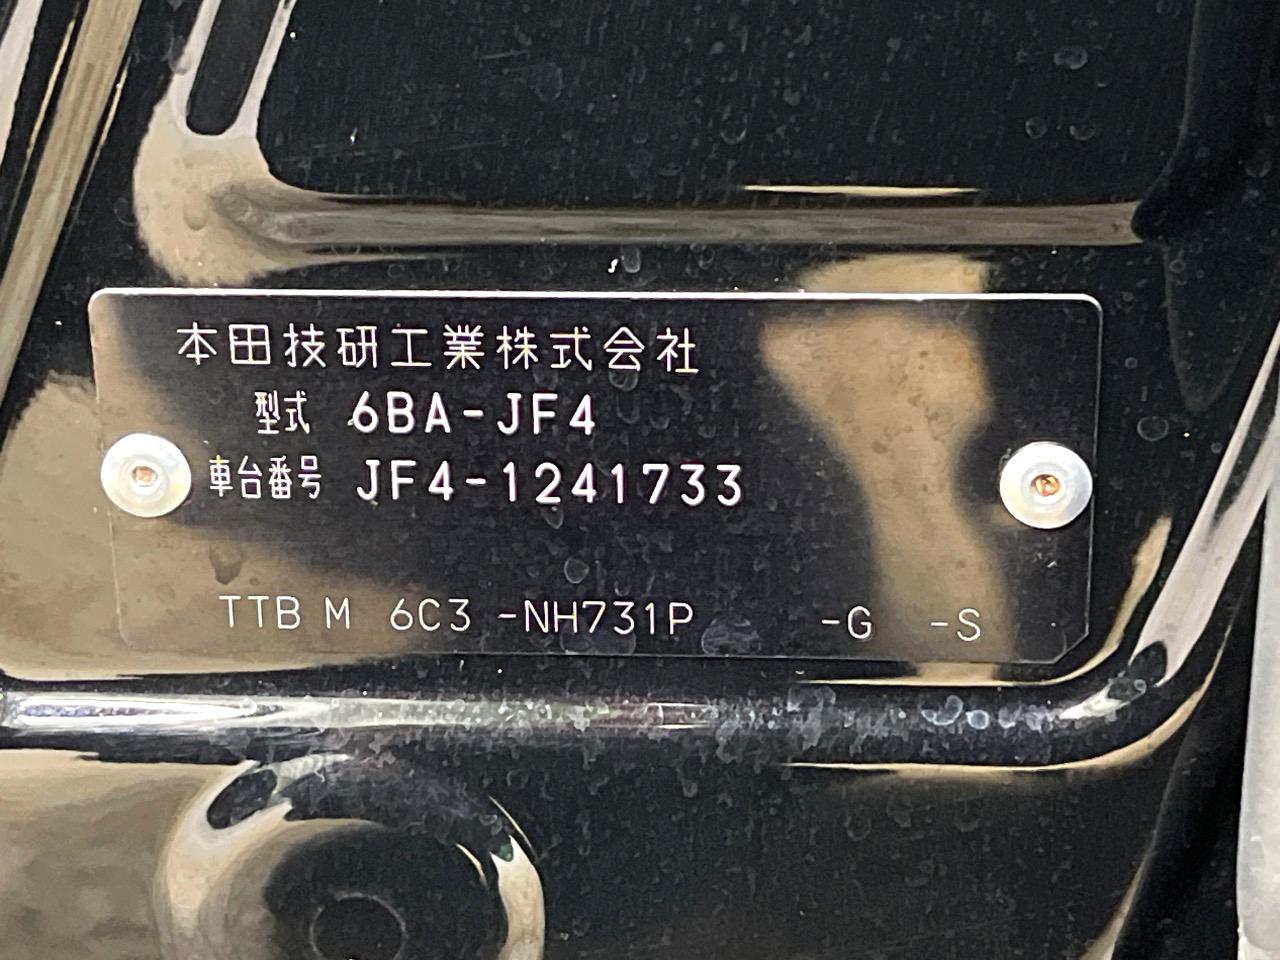 本田技研工業株式会社
型式 6BA-JF4
車台番号 JF4-1241733
TTB M 6C3 -NH731P -G -S